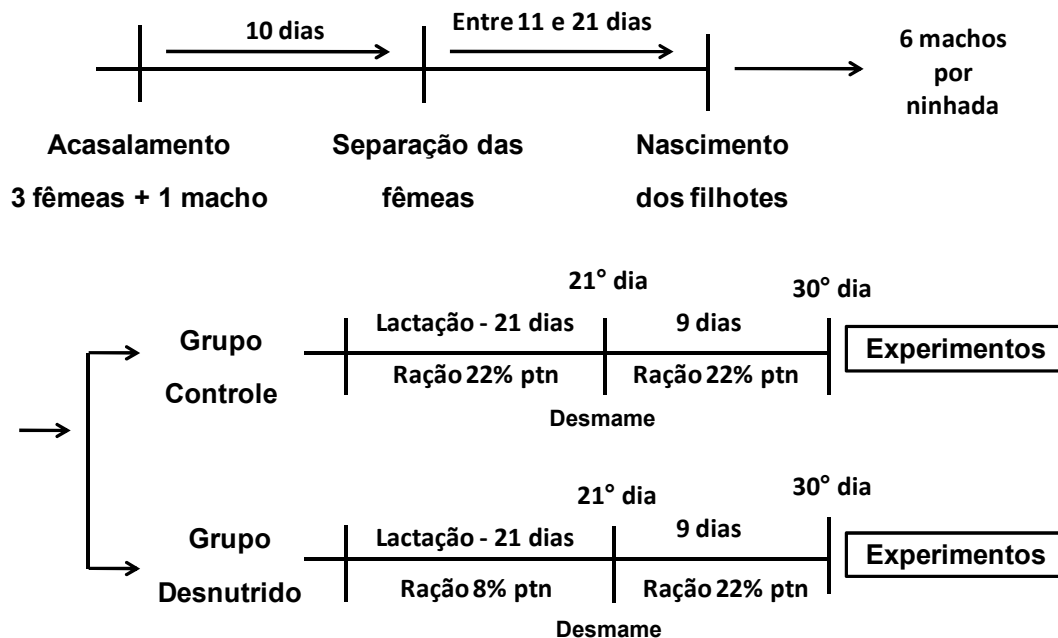 10 dias
Entre 11 e 21 dias
6 machos
por
ninhada
Acasalamento
3 fêmeas + 1 macho
Separação das
fêmeas
Nascimento
dos filhotes
21° dia
30° dia
Lactação - 21 dias
9 dias
Grupo
Controle
Experimentos
Ração 22% ptn
Ração 22% ptn
Desmame
21° dia
30° dia
Lactação - 21 dias
9 dias
Grupo
Desnutrido
Experimentos
Ração 8% ptn
Ração 22% ptn
Desmame